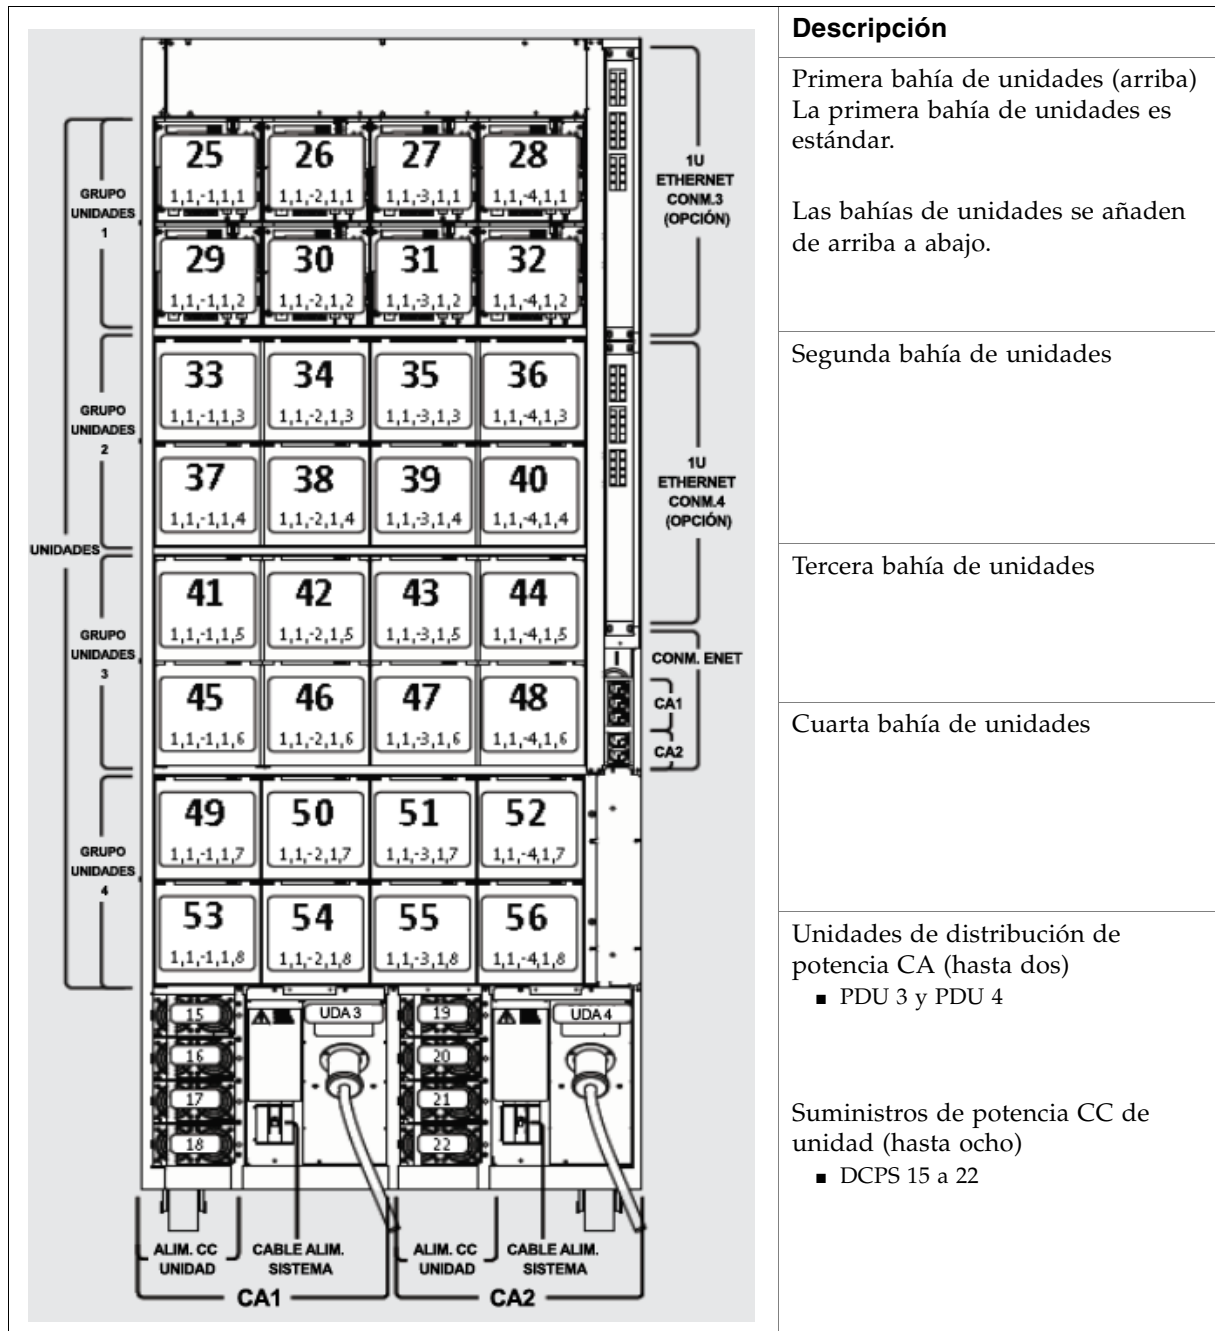 Descripción
Primera bahía de unidades (arriba)
La primera bahía de unidades es
estándar.
Las bahías de unidades se añaden
de arriba a abajo.
Segunda bahía de unidades
Tercera bahía de unidades
Cuarta bahía de unidades
Unidades de distribución de
potencia CA (hasta dos)
■ PDU 3 y PDU 4
Suministros de potencia CC de
unidad (hasta ocho)
■ DCPS 15 a 22
UNIDADES
GRUPO
UNIDADES
1
25 26 27 28
1,1,-1,1,1 1,1,-2,1,1 1,1,-3,1,1 1,1,-4,1,1
29 30 31 32
1,1,-1,1,2 1,1,-2,1,2 1,1,-3,1,2 1,1,-4,1,2
GRUPO
UNIDADES
2
33 34 35 36
1,1,-1,1,3 1,1,-2,1,3 1,1,-3,1,3 1,1,-4,1,3
37 38 39 40
1,1,-1,1,4 1,1,-2,1,4 1,1,-3,1,4 1,1,-4,1,4
GRUPO
UNIDADES
3
41 42 43 44
1,1,-1,1,5 1,1,-2,1,5 1,1,-3,1,5 1,1,-4,1,5
45 46 47 48
1,1,-1,1,6 1,1,-2,1,6 1,1,-3,1,6 1,1,-4,1,6
GRUPO
UNIDADES
4
49 50 51 52
1,1,-1,1,7 1,1,-2,1,7 1,1,-3,1,7 1,1,-4,1,7
53 54 55 56
1,1,-1,1,8 1,1,-2,1,8 1,1,-3,1,8 1,1,-4,1,8
1U
ETHERNET
CONM.3
(OPCIÓN)
1U
ETHERNET
CONM.4
(OPCIÓN)
CONM. ENET
CA1
CA2
15 UDA 3 19 UDA 4
16 20
17 21
18 22
ALIM. CC
UNIDAD
CABLE ALIM.
SISTEMA
ALIM. CC
UNIDAD
CABLE ALIM.
SISTEMA
CA1 CA2